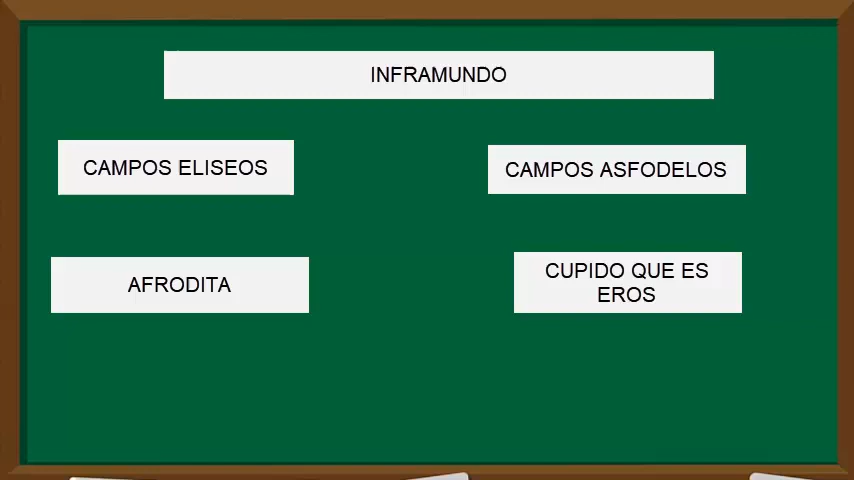 INFRAMUNDO
CAMPOS ELISEOS
CAMPOS ASFODELOS
AFRODITA
CUPIDO QUE ES
EROS